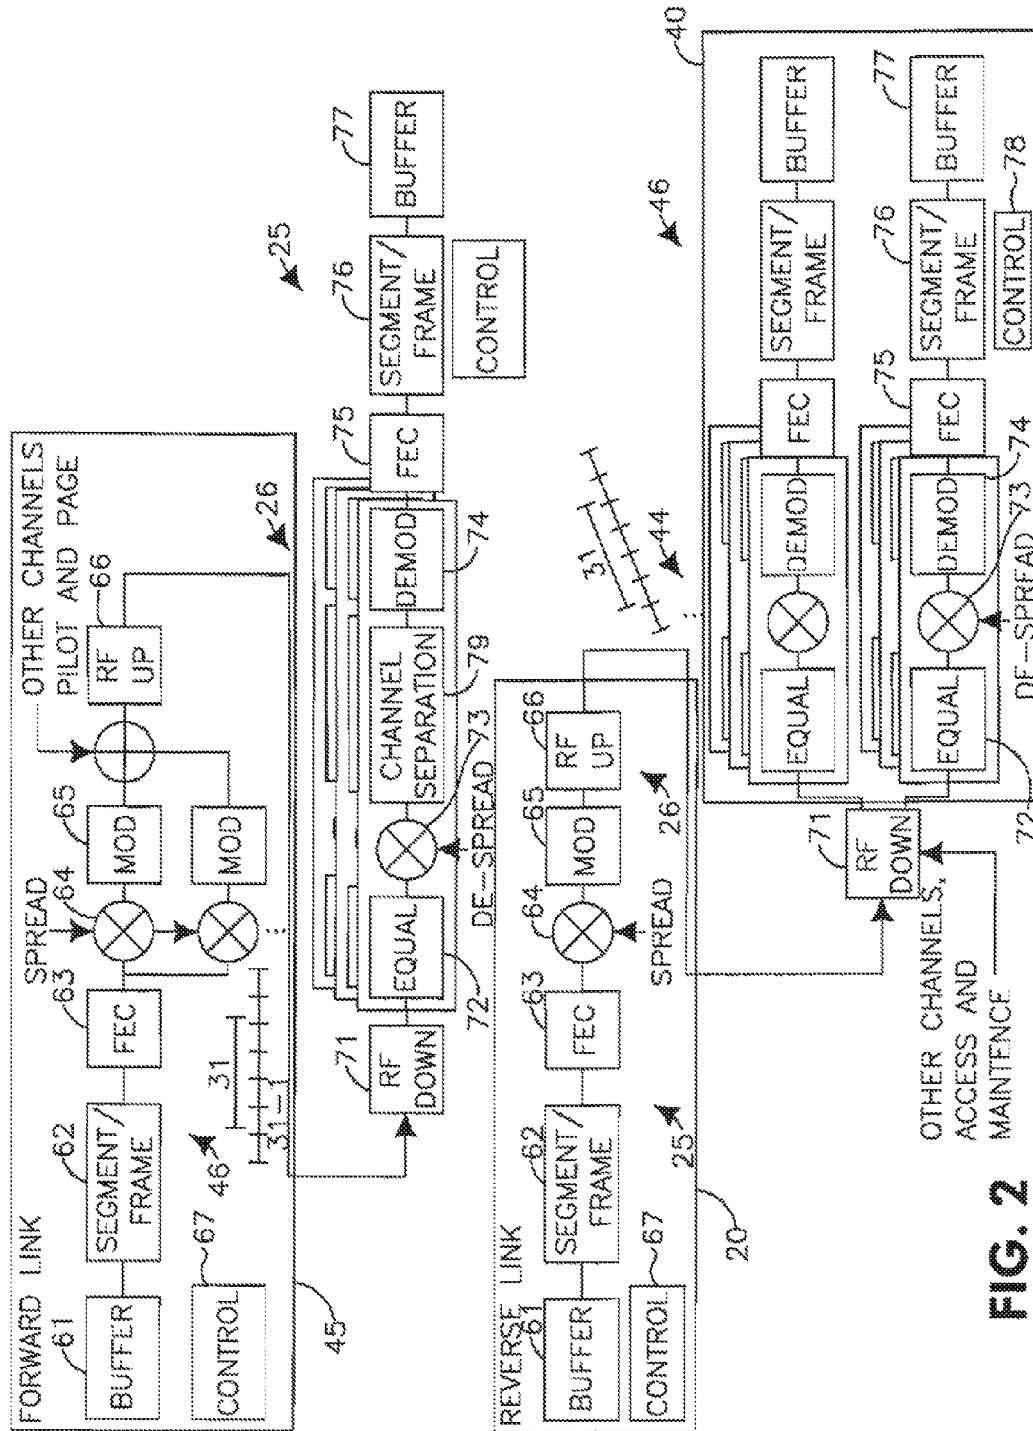 FORWARD LINK
61
BUFFER
62
SEGMENT/
FRAME
63
FEC
SPREAD
64
65
MOD
MOD
OTHER CHANNELS
PILOT AND PAGE
66
RF
UP
26
67
CONTROL
46
31
31_1
45
71
RF
DOWN
72
EQUAL
73
DE-SPREAD
CHANNEL
SEPARATION
79
DEMOD
74
75
FEC
76
SEGMENT/
FRAME
77
BUFFER
CONTROL
25
REVERSE LINK
61
BUFFER
62
SEGMENT/
FRAME
63
FEC
64
SPREAD
65
MOD
66
RF
UP
26
67
CONTROL
25
20
31
44
46
40
71
RF
DOWN
OTHER CHANNELS,
ACCESS AND
MAINTENCE
EQUAL
DEMOD
FEC
SEGMENT/
FRAME
BUFFER
72
EQUAL
73
DE-SPREAD
DEMOD
74
75
FEC
76
SEGMENT/
FRAME
77
BUFFER
CONTROL
78
FIG. 2